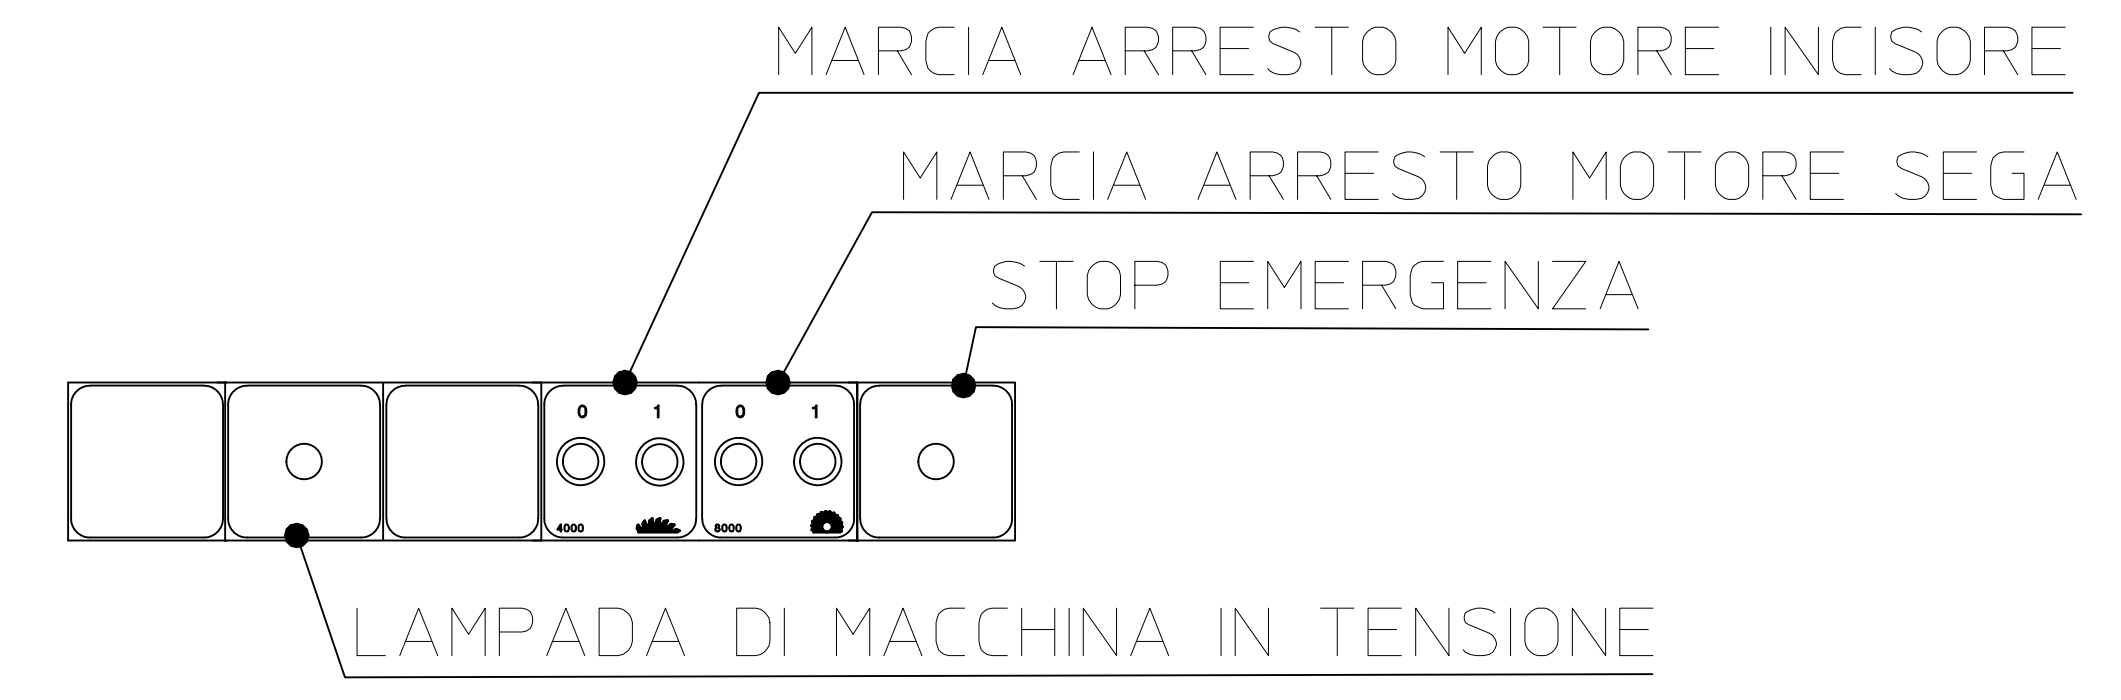 MARCIA ARRESTO MOTORE INCISORE
MARCIA ARRESTO MOTORE SEGA
STOP EMERGENZA
0 1 0 1
4000 8000
LAMPADA DI MACCHINA IN TENSIONE